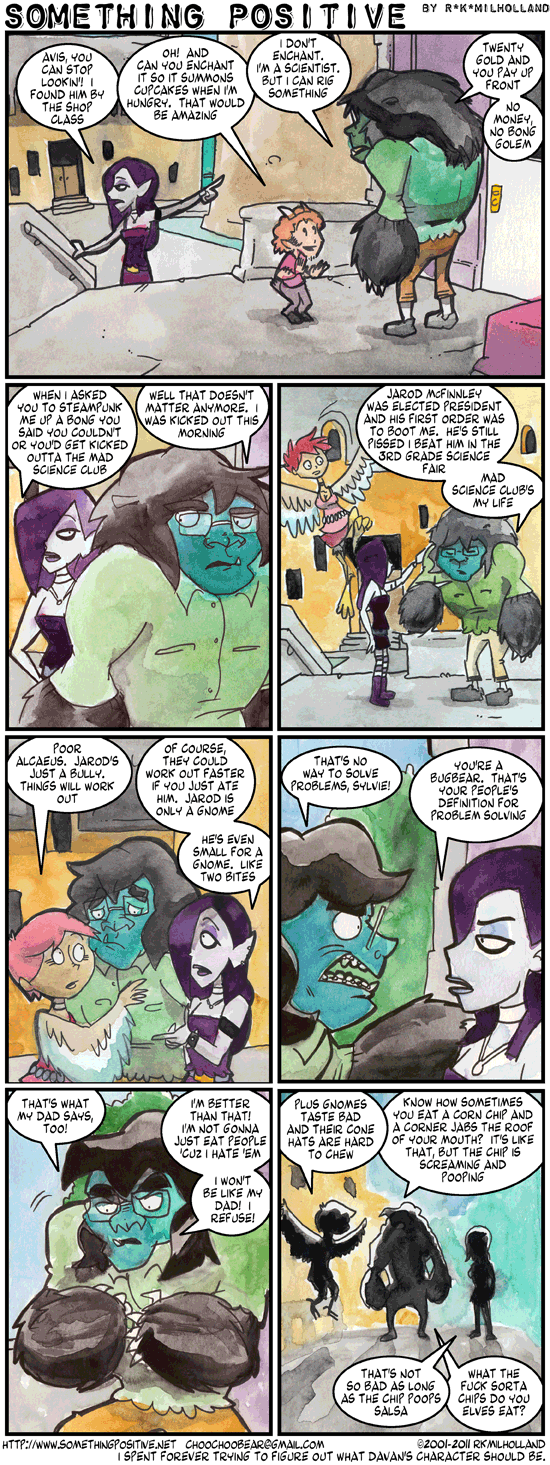 SOMETHING POSITIVE
BY R*K*MILHOLLAND
AVIS, YOU
CAN STOP
LOOKIN'! I
FOUND HIM BY
THE SHOP
CLASS
OH! AND
CAN YOU ENCHANT
IT SO IT SUMMONS
CUPCAKES WHEN I'M
HUNGRY. THAT WOULD
BE AMAZING
I DON'T
ENCHANT.
I'M A SCIENTIST.
BUT I CAN RIG
SOMETHING
TWENTY
GOLD AND
YOU PAY UP
FRONT
NO
MONEY,
NO BONG
GOLEM
WHEN I ASKED
YOU TO STEAMPUNK
ME UP A BONG YOU
SAID YOU COULDN'T
OR YOU'D GET KICKED
OUTTA THE MAD
SCIENCE CLUB
WELL THAT DOESN'T
MATTER ANYMORE. I
WAS KICKED OUT THIS
MORNING
JAROD MCFINNLEY
WAS ELECTED PRESIDENT
AND HIS FIRST ORDER WAS
TO BOOT ME. HE'S STILL
PISSED I BEAT HIM IN THE
3RD GRADE SCIENCE
FAIR
MAD
SCIENCE CLUB'S
MY LIFE
POOR
ALCAEUS. JAROD'S
JUST A BULLY.
THINGS WILL WORK
OUT
OF COURSE,
THEY COULD
WORK OUT FASTER
IF YOU JUST ATE
HIM. JAROD IS
ONLY A GNOME
HE'S EVEN
SMALL FOR A
GNOME. LIKE
TWO BITES
THAT'S NO
WAY TO SOLVE
PROBLEMS, SYLVIE!
YOU'RE A
BUGBEAR. THAT'S
YOUR PEOPLE'S
DEFINITION FOR
PROBLEM SOLVING
THAT'S WHAT
MY DAD SAYS,
TOO!
I'M BETTER
THAN THAT!
I'M NOT GONNA
JUST EAT PEOPLE
'CUZ I HATE 'EM
I WON'T
BE LIKE MY
DAD! I
REFUSE!
PLUS GNOMES
TASTE BAD
AND THEIR CONE
HATS ARE HARD
TO CHEW
KNOW HOW SOMETIMES
YOU EAT A CORN CHIP AND
A CORNER JABS THE ROOF
OF YOUR MOUTH? IT'S LIKE
THAT, BUT THE CHIP IS
SCREAMING AND
POOPING
THAT'S NOT
SO BAD AS LONG
AS THE CHIP POOPS
SALSA
WHAT THE
FUCK SORTA
CHIPS DO YOU
ELVES EAT?
HTTP://WWW.SOMETHINGPOSITIVE.NET CHOOCHOOBEAR@GMAIL.COM ©2001-2011 RKMILHOLLAND
I SPENT FOREVER TRYING TO FIGURE OUT WHAT DAVAN'S CHARACTER SHOULD BE.